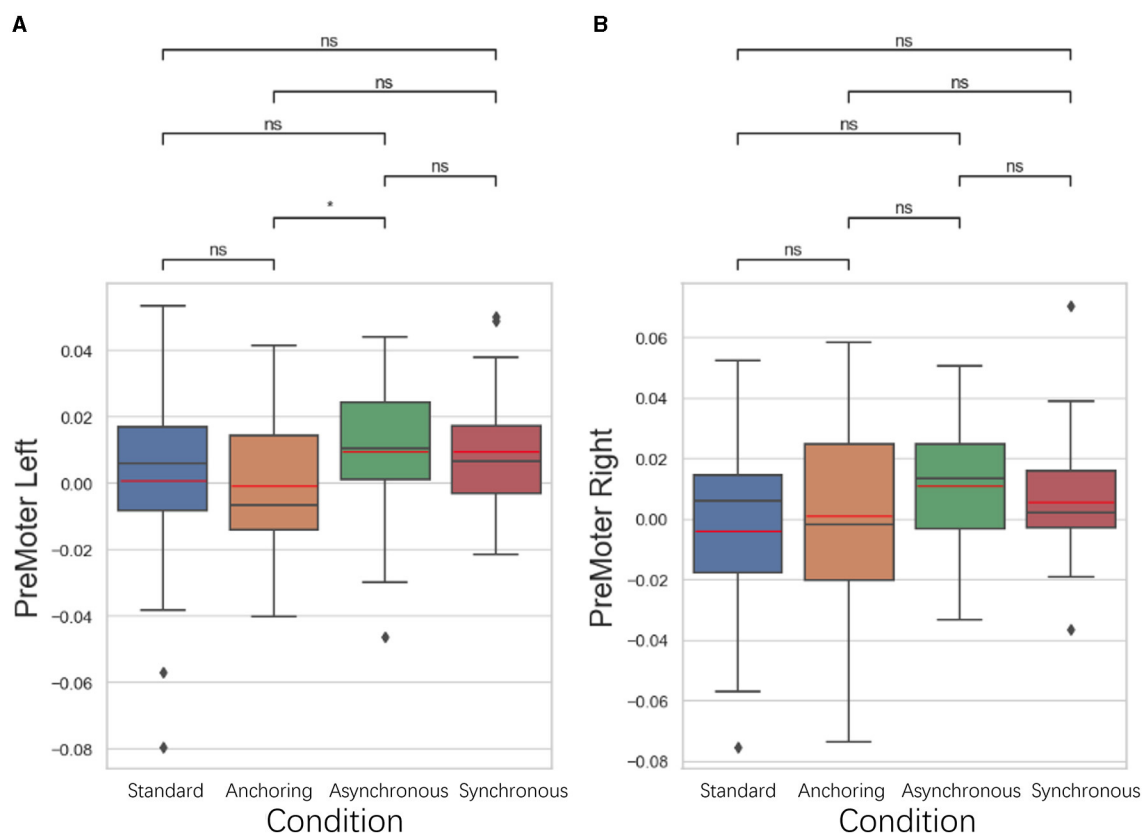 A
ns
ns
ns
ns
*
ns
PreMoter Left
0.04
0.02
0.00
−0.02
−0.04
−0.06
−0.08
Standard Anchoring Asynchronous Synchronous
Condition
B
ns
ns
ns
ns
ns
ns
PreMoter Right
0.06
0.04
0.02
0.00
−0.02
−0.04
−0.06
−0.08
Standard Anchoring Asynchronous Synchronous
Condition